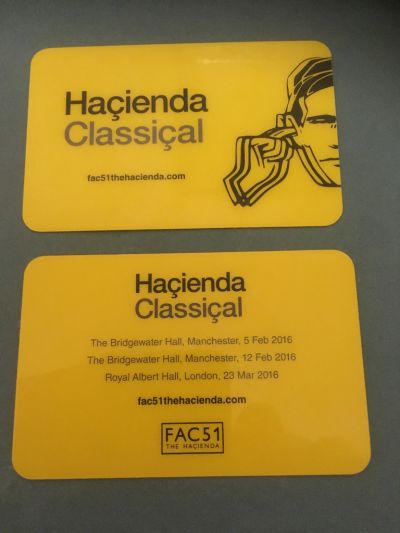 Haçienda
Classiçal
fac51thehacienda.com
Haçienda
Classiçal
The Bridgewater Hall, Manchester, 5 Feb 2016
The Bridgewater Hall, Manchester, 12 Feb 2016
Royal Albert Hall, London, 23 Mar 2016
fac51thehacienda.com
FAC51
THE HAÇIENDA